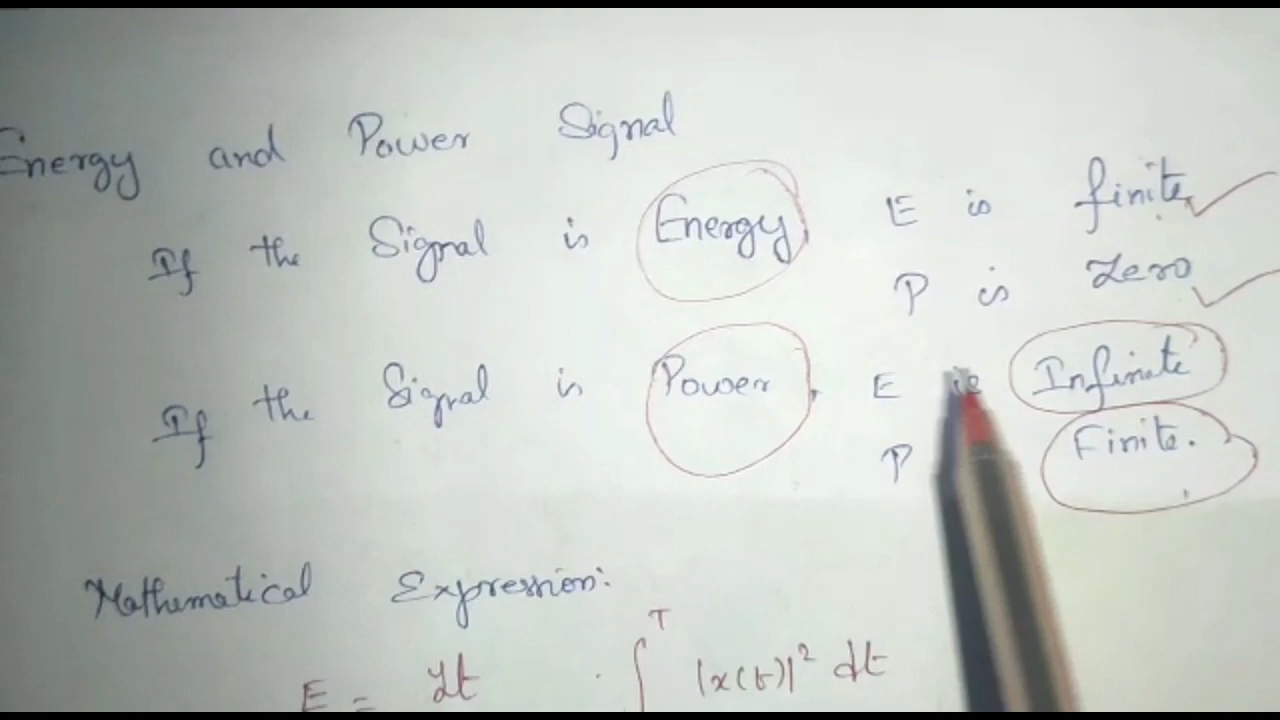 Energy and Power Signal
If the Signal is Energy, E is finite
P is Zero
If the Signal is Power, E is Infinite
P Finite.
Mathematical Expression:
E = Lt ∫ T |x(t)|² dt